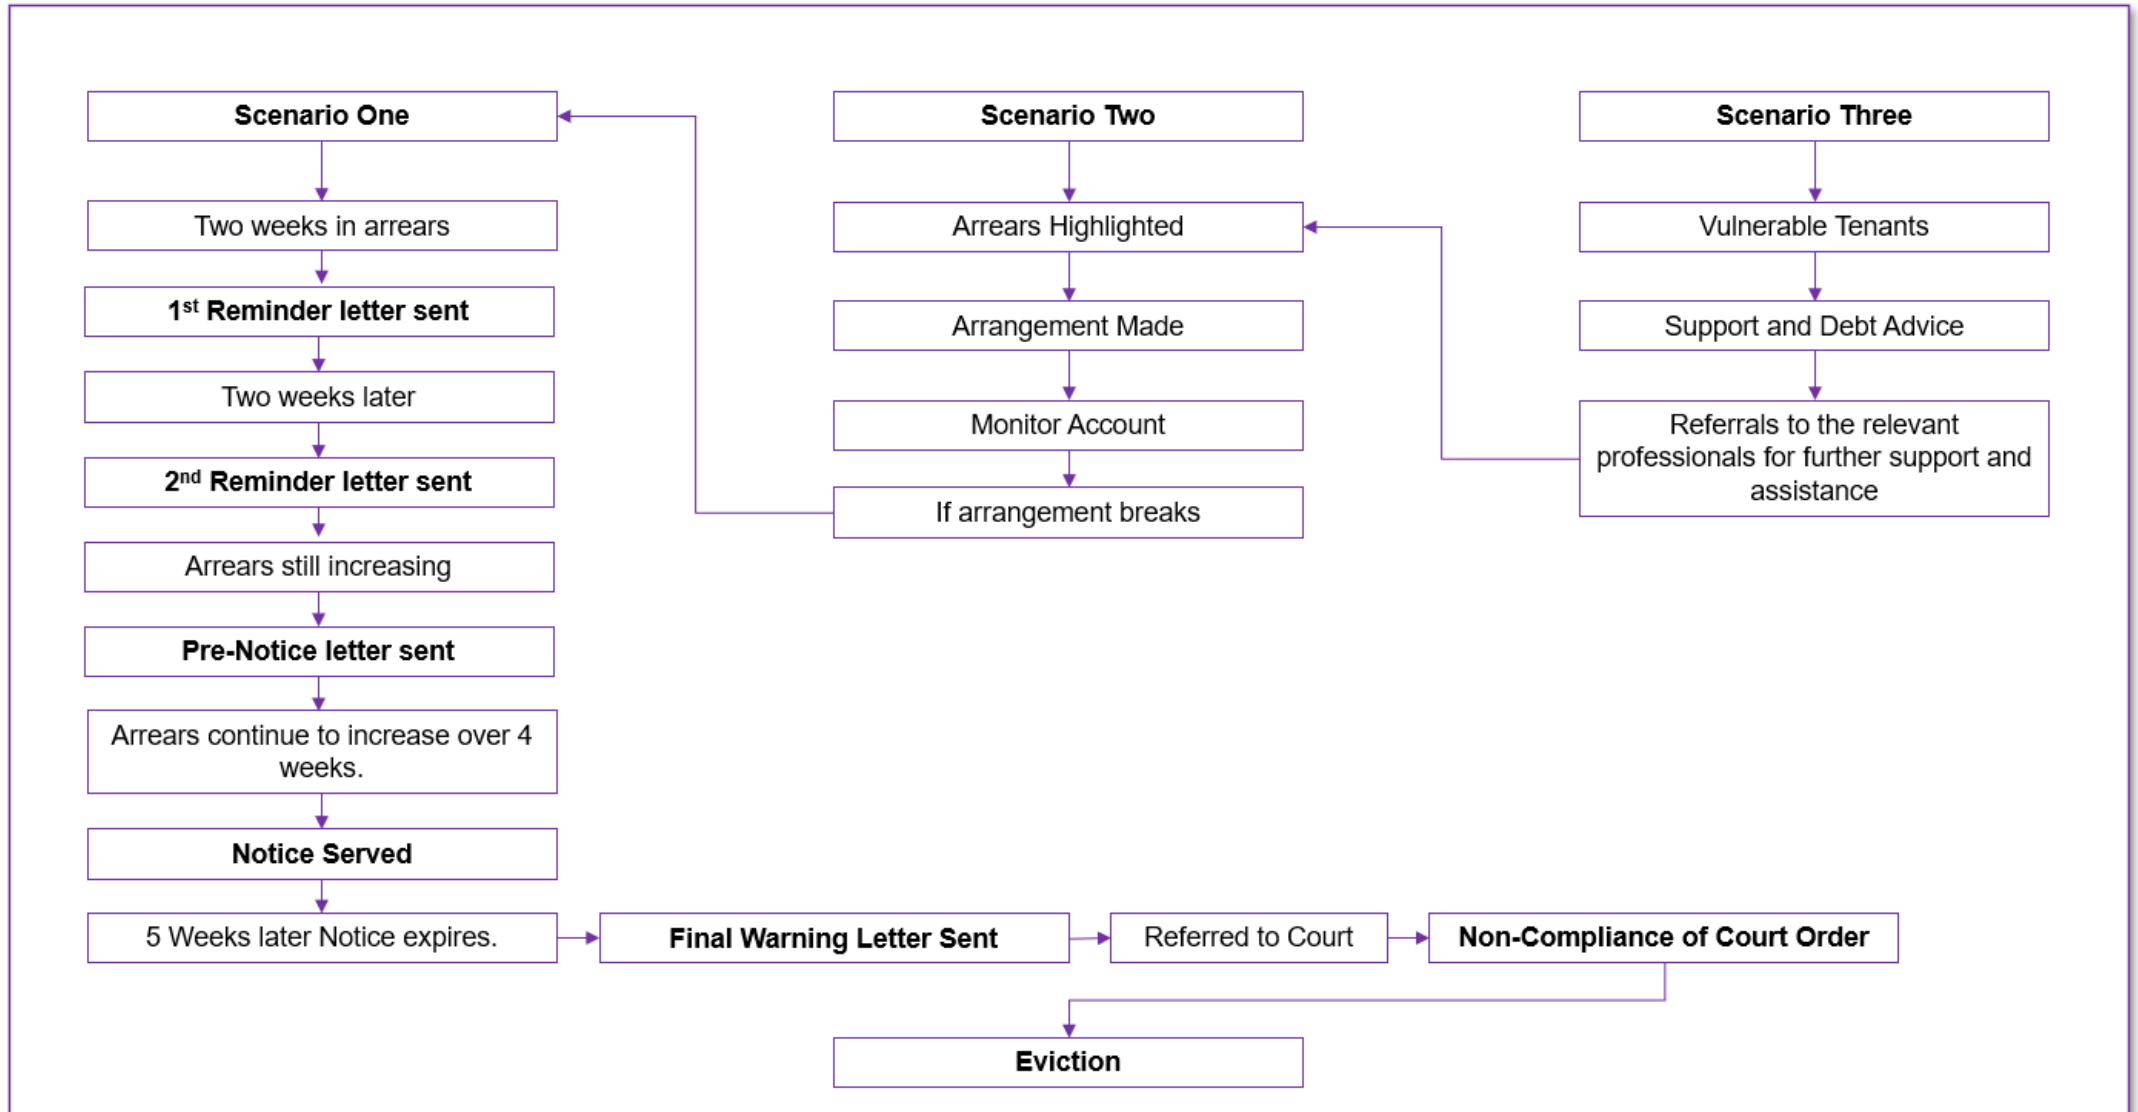 Scenario One
Two weeks in arrears
1st Reminder letter sent
Two weeks later
2nd Reminder letter sent
Arrears still increasing
Pre-Notice letter sent
Arrears continue to increase over 4
weeks.
Notice Served
5 Weeks later Notice expires.
Final Warning Letter Sent
Referred to Court
Non-Compliance of Court Order
Eviction
Scenario Two
Arrears Highlighted
Arrangement Made
Monitor Account
If arrangement breaks
Scenario Three
Vulnerable Tenants
Support and Debt Advice
Referrals to the relevant
professionals for further support and
assistance